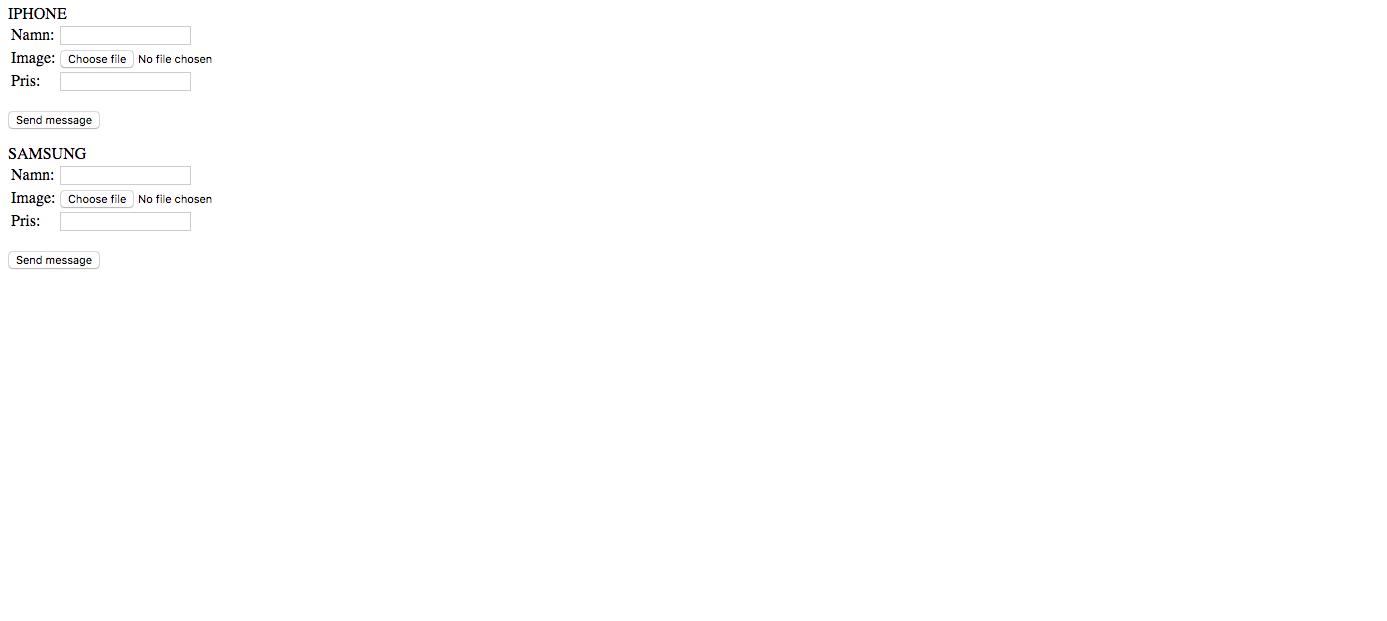 IPHONE
Namn:
Image: Choose file No file chosen
Pris:
Send message
SAMSUNG
Namn:
Image: Choose file No file chosen
Pris:
Send message